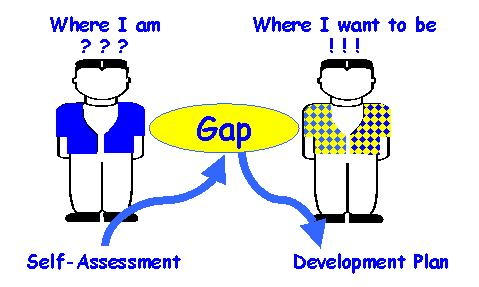 Where I am
? ? ?
Where I want to be
! ! !
Gap
Self-Assessment
Development Plan